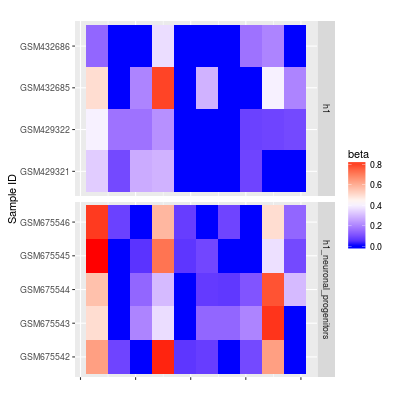 GSM432686
GSM432685
GSM429322
GSM429321
h1
Sample ID
GSM675546
GSM675545
GSM675544
GSM675543
GSM675542
h1_neuronal_progenitors
beta
0.8
0.6
0.4
0.2
0.0